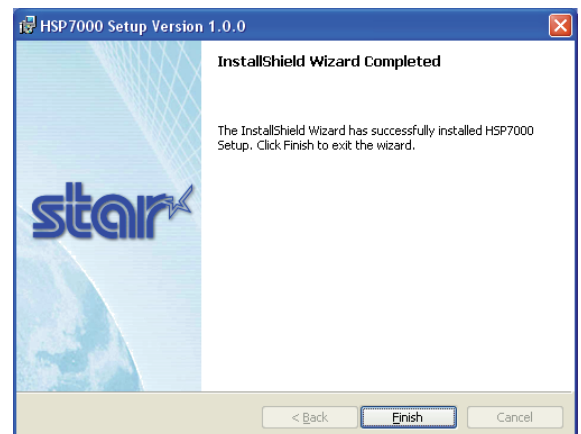 HSP7000 Setup Version 1.0.0
InstallShield Wizard Completed
The InstallShield Wizard has successfully installed HSP7000
Setup. Click Finish to exit the wizard.
star
< Back
Finish
Cancel